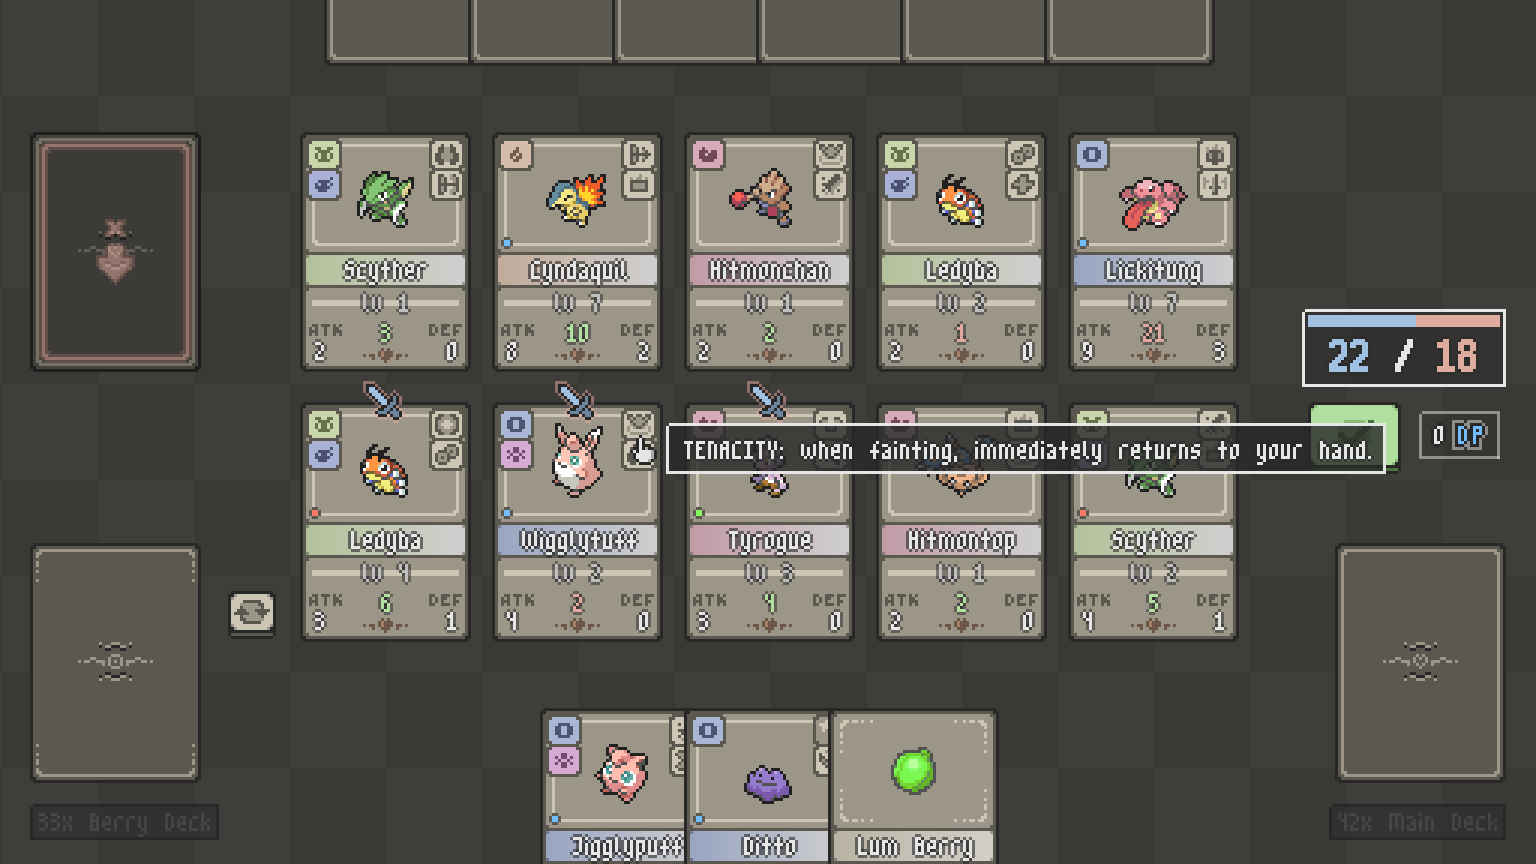 Scyther
Lv 1
ATK 3 DEF
2 0
Cyndaquil
Lv 7
ATK 10 DEF
8 2
Hitmonchan
Lv 1
ATK 2 DEF
2 0
Ledyba
Lv 2
ATK 1 DEF
2 0
Lickitung
Lv 7
ATK 21 DEF
9 3
22 / 18
0 DP
TENACITY: when fainting, immediately returns to your hand.
Ledyba
Lv 4
ATK 6 DEF
3 1
Wigglytuff
Lv 2
ATK 2 DEF
4 0
Tyrogue
Lv 3
ATK 4 DEF
3 0
Hitmontop
Lv 1
ATK 2 DEF
2 0
Scyther
Lv 2
ATK 5 DEF
4 1
33x Berry Deck
Jigglypuff
Ditto
Lum Berry
42x Main Deck